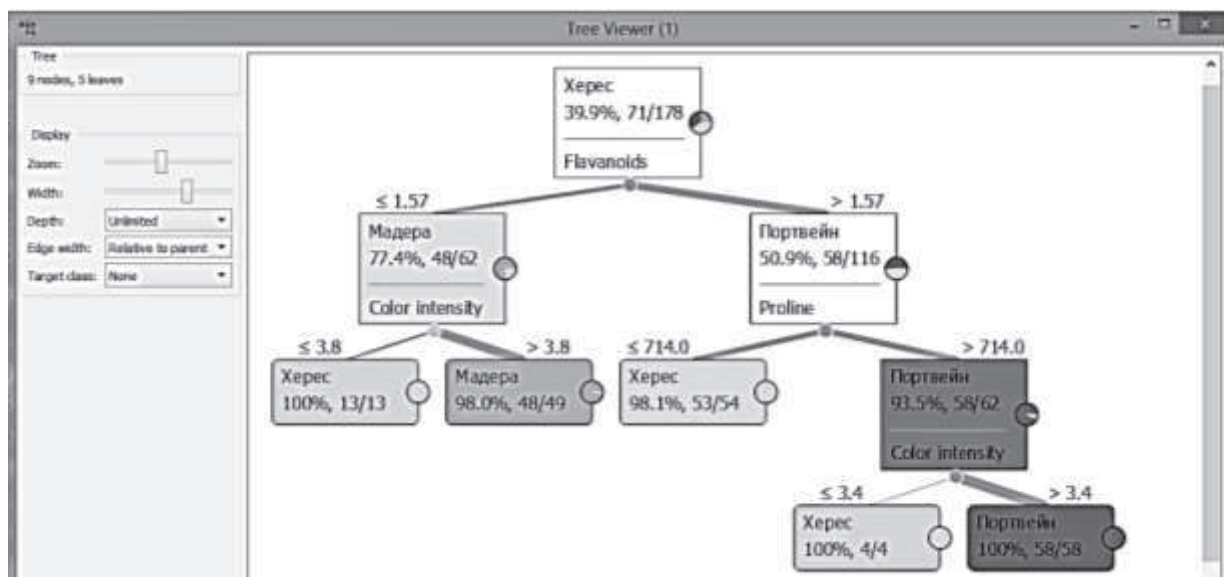 Tree Viewer (1)
Tree
9 nodes, 5 leaves
Display
Zoom:
Width:
Depth: Unlimited
Edge width: Relative to parent
Target class: None
Херес
39.9%, 71/178
Flavanoids
≤ 1.57
> 1.57
Мадера
77.4%, 48/62
Color intensity
Портвейн
50.9%, 58/116
Proline
≤ 3.8
> 3.8
≤ 714.0
> 714.0
Херес
100%, 13/13
Мадера
98.0%, 48/49
Херес
98.1%, 53/54
Портвейн
93.5%, 58/62
Color intensity
≤ 3.4
> 3.4
Херес
100%, 4/4
Портвейн
100%, 58/58